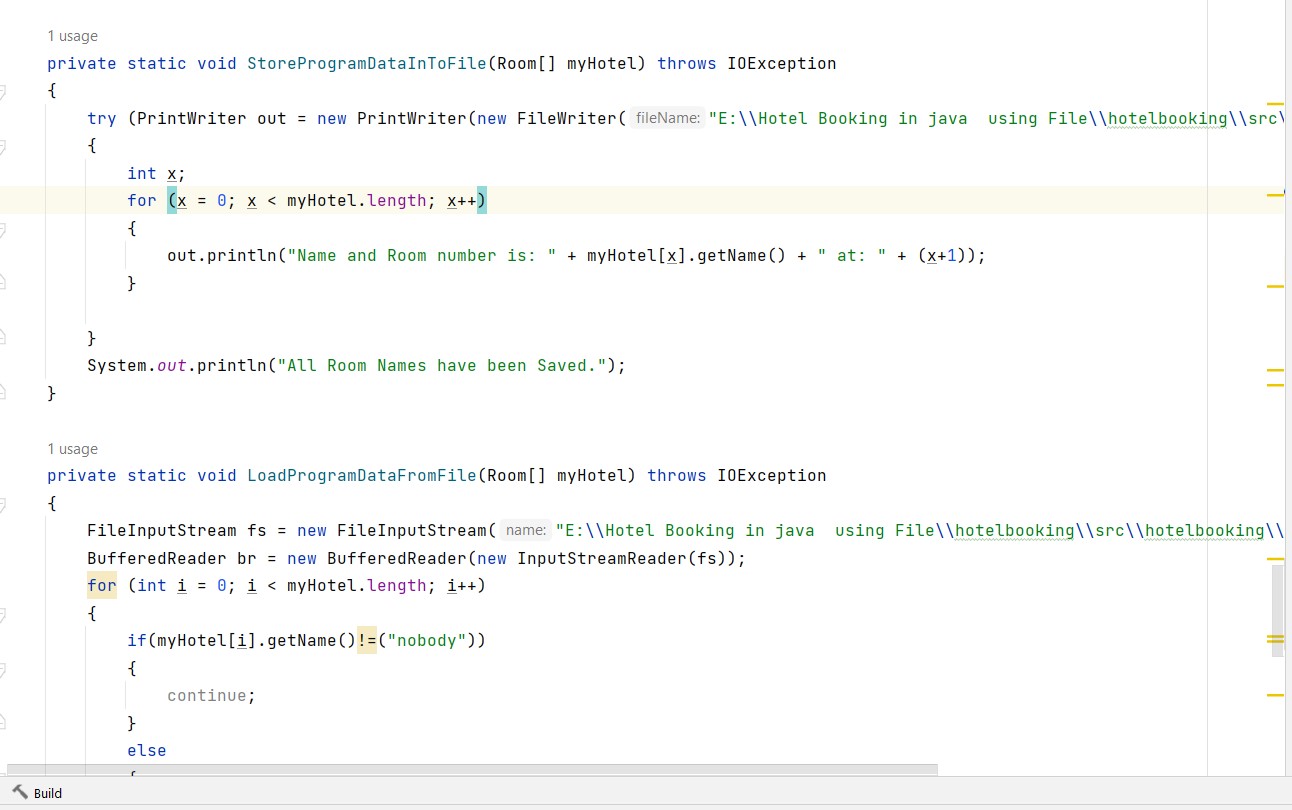 1 usage
private static void StoreProgramDataInToFile(Room[] myHotel) throws IOException
{
try (PrintWriter out = new PrintWriter(new FileWriter( fileName: "E:\\Hotel Booking in java  using File\\hotelbooking\\src\
{
int x;
for (x = 0; x < myHotel.length; x++)
{
out.println("Name and Room number is: " + myHotel[x].getName() + " at: " + (x+1));
}
}
System.out.println("All Room Names have been Saved.");
}
1 usage
private static void LoadProgramDataFromFile(Room[] myHotel) throws IOException
{
FileInputStream fs = new FileInputStream( name: "E:\\Hotel Booking in java  using File\\hotelbooking\\src\\hotelbooking\\
BufferedReader br = new BufferedReader(new InputStreamReader(fs));
for (int i = 0; i < myHotel.length; i++)
{
if(myHotel[i].getName()!=("nobody"))
{
continue;
}
else
{
Build